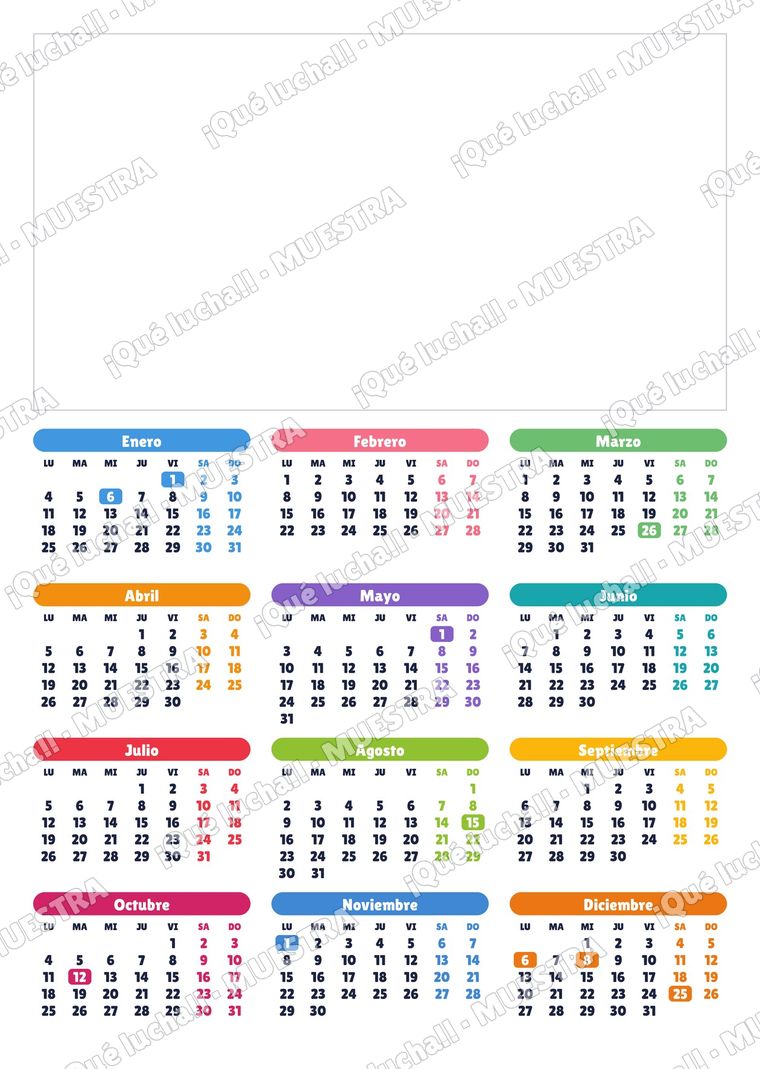 ¡Qué lucha!! · MUESTRA
Enero Febrero Marzo
LU MA MI JU VI SA DO LU MA MI JU VI SA DO LU MA MI JU VI SA DO
1 2 3 1 2 3 4 5 6 7 1 2 3 4 5 6 7
4 5 6 7 8 9 10 8 9 10 11 12 13 14 8 9 10 11 12 13 14
11 12 13 14 15 16 17 15 16 17 18 19 20 21 15 16 17 18 19 20 21
18 19 20 21 22 23 24 22 23 24 25 26 27 28 22 23 24 25 26 27 28
25 26 27 28 29 30 31 29 30 31
Abril Mayo Junio
LU MA MI JU VI SA DO LU MA MI JU VI SA DO LU MA MI JU VI SA DO
1 2 3 4 1 2 1 2 3 4 5 6
5 6 7 8 9 10 11 3 4 5 6 7 8 9 7 8 9 10 11 12 13
12 13 14 15 16 17 18 10 11 12 13 14 15 16 14 15 16 17 18 19 20
19 20 21 22 23 24 25 17 18 19 20 21 22 23 21 22 23 24 25 26 27
26 27 28 29 30 24 25 26 27 28 29 30 28 29 30
31
Julio Agosto Septiembre
LU MA MI JU VI SA DO LU MA MI JU VI SA DO LU MA MI JU VI SA DO
1 2 3 4 1 1 2 3 4 5
5 6 7 8 9 10 11 2 3 4 5 6 7 8 6 7 8 9 10 11 12
12 13 14 15 16 17 18 9 10 11 12 13 14 15 13 14 15 16 17 18 19
19 20 21 22 23 24 25 16 17 18 19 20 21 22 20 21 22 23 24 25 26
26 27 28 29 30 31 23 24 25 26 27 28 29 27 28 29 30
30 31
Octubre Noviembre Diciembre
LU MA MI JU VI SA DO LU MA MI JU VI SA DO LU MA MI JU VI SA DO
1 2 3 1 2 3 4 5 6 7 1 2 3 4 5
4 5 6 7 8 9 10 8 9 10 11 12 13 14 6 7 8 9 10 11 12
11 12 13 14 15 16 17 15 16 17 18 19 20 21 13 14 15 16 17 18 19
18 19 20 21 22 23 24 22 23 24 25 26 27 28 20 21 22 23 24 25 26
25 26 27 28 29 30 31 29 30 27 28 29 30 31